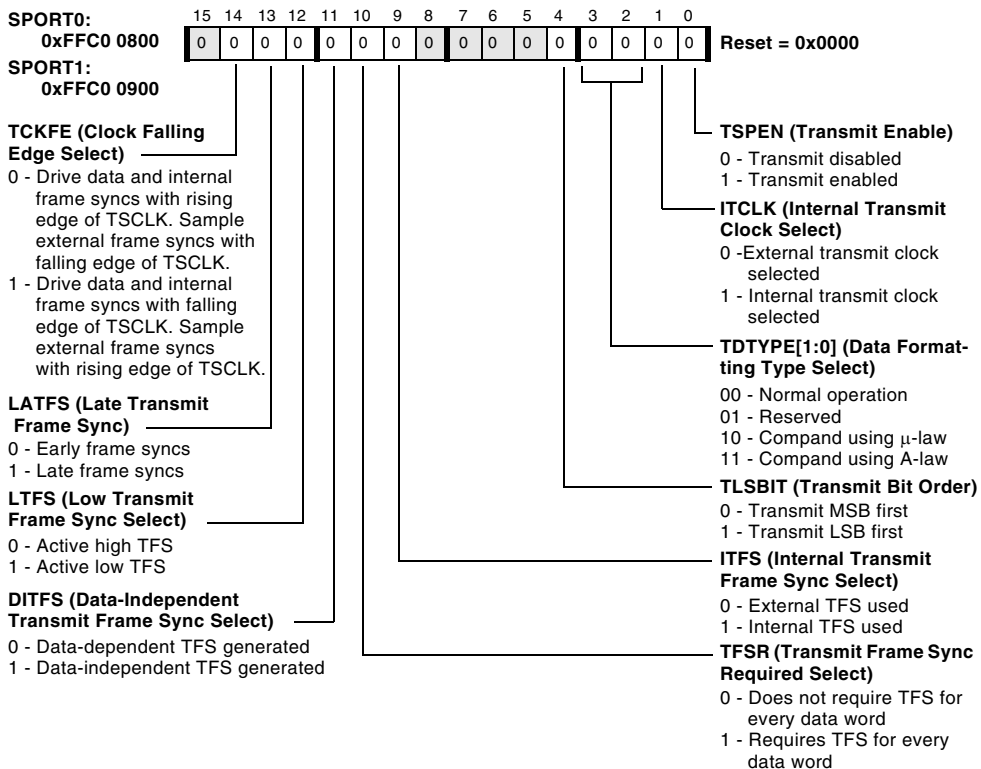 SPORT0:
0xFFC0 0800
SPORT1:
0xFFC0 0900
15 14 13 12 11 10 9 8 7 6 5 4 3 2 1 0
0 0 0 0 0 0 0 0 0 0 0 0 0 0 0 0
Reset = 0x0000
TCKFE (Clock Falling
Edge Select)
0 - Drive data and internal
frame syncs with rising
edge of TSCLK. Sample
external frame syncs with
falling edge of TSCLK.
1 - Drive data and internal
frame syncs with falling
edge of TSCLK. Sample
external frame syncs
with rising edge of TSCLK.
LATFS (Late Transmit
Frame Sync)
0 - Early frame syncs
1 - Late frame syncs
LTFS (Low Transmit
Frame Sync Select)
0 - Active high TFS
1 - Active low TFS
DITFS (Data-Independent
Transmit Frame Sync Select)
0 - Data-dependent TFS generated
1 - Data-independent TFS generated
TSPEN (Transmit Enable)
0 - Transmit disabled
1 - Transmit enabled
ITCLK (Internal Transmit
Clock Select)
0 -External transmit clock
selected
1 - Internal transmit clock
selected
TDTYPE[1:0] (Data Format-
ting Type Select)
00 - Normal operation
01 - Reserved
10 - Compand using μ-law
11 - Compand using A-law
TLSBIT (Transmit Bit Order)
0 - Transmit MSB first
1 - Transmit LSB first
ITFS (Internal Transmit
Frame Sync Select)
0 - External TFS used
1 - Internal TFS used
TFSR (Transmit Frame Sync
Required Select)
0 - Does not require TFS for
every data word
1 - Requires TFS for every
data word